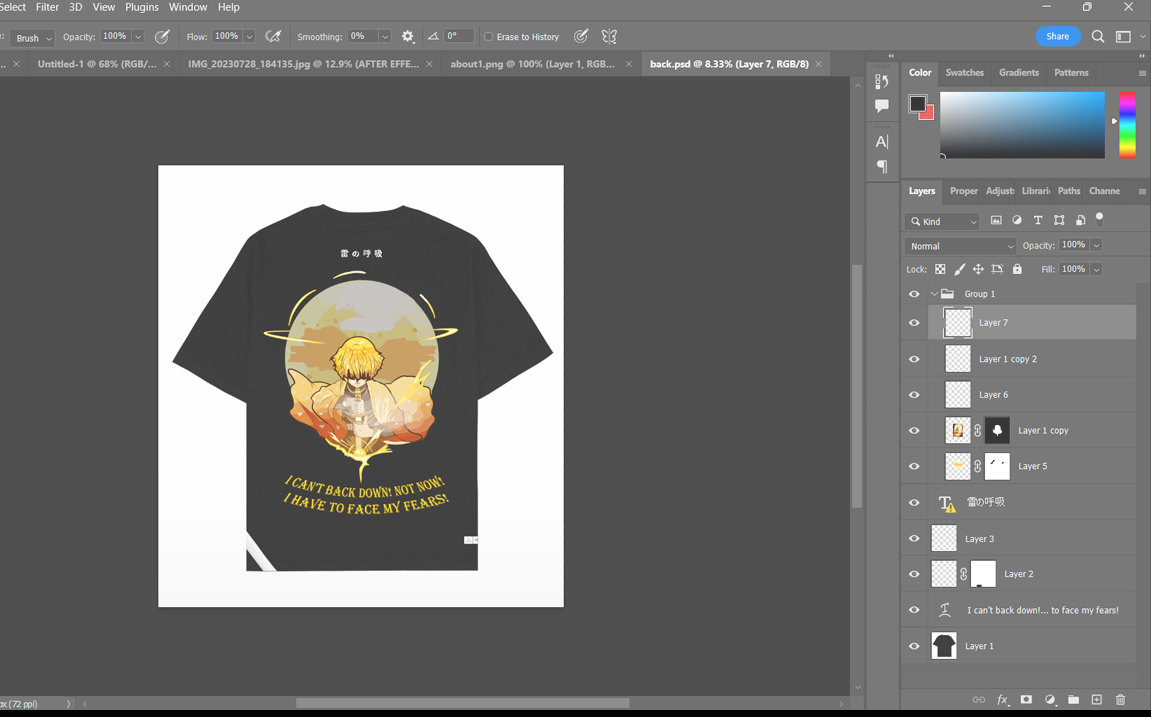 Select Filter 3D View Plugins Window Help
Brush Opacity: 100% Flow: 100% Smoothing: 0% 0° Erase to History Share
Untitled-1 @ 68% (RGB/... IMG_20230728_184135.jpg @ 12.9% (AFTER EFFE... about1.png @ 100% (Layer 1, RGB... back.psd @ 8.33% (Layer 7, RGB/8)
Color Swatches Gradients Patterns
Layers Proper Adjust Librari Paths Channe
Kind
Normal Opacity: 100%
Lock: Fill: 100%
Group 1
Layer 7
Layer 1 copy 2
Layer 6
Layer 1 copy
Layer 5
雷の呼吸
Layer 3
Layer 2
I can't back down!... to face my fears!
Layer 1
雷の呼吸
I CAN'T BACK DOWN! NOT NOW!
I HAVE TO FACE MY FEARS!
px (72 ppi)